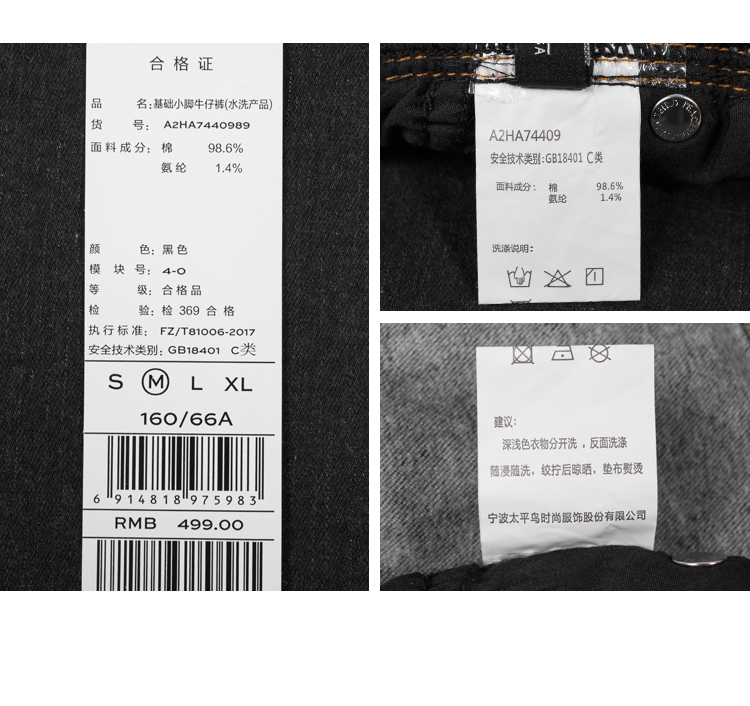 合格证
品 名:基础小脚牛仔裤(水洗产品)
货 号: A2HA7440989
面料成分: 棉 98.6%
氨纶 1.4%
颜 色:黑色
模 块 号: 4-0
等 级: 合格品
检 验: 检 369 合格
执行标准: FZ/T81006-2017
安全技术类别: GB18401 C类
S M L XL
160/66A
6 914818 975983
RMB 499.00
A2HA74409
安全技术类别:GB18401 C类
面料成分: 棉 98.6%
氨纶 1.4%
洗涤说明:
建议:
深浅色衣物分开洗，反面洗涤
随浸随洗，绞拧后晾晒，垫布熨烫
宁波太平鸟时尚服饰股份有限公司